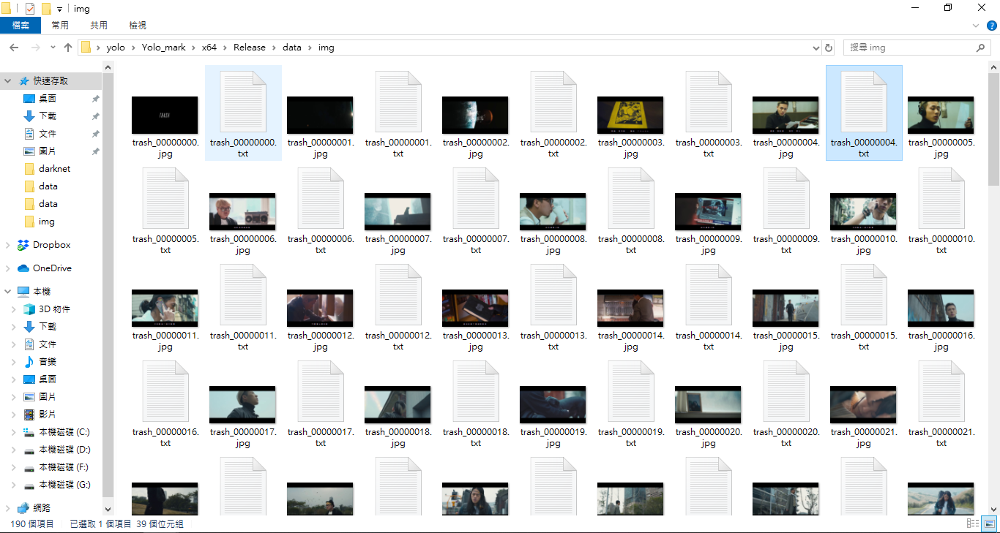 img
檔案 常用 共用 檢視
yolo Yolo_mark x64 Release data img
搜尋 img
快速存取
桌面
下載
文件
圖片
darknet
data
data
img
Dropbox
OneDrive
本機
3D 物件
下載
文件
音樂
桌面
圖片
影片
本機磁碟 (C:)
本機磁碟 (D:)
本機磁碟 (F:)
本機磁碟 (G:)
網路
TRASH
trash_00000000.jpg trash_00000000.txt trash_00000001.jpg trash_00000001.txt trash_00000002.jpg trash_00000002.txt trash_00000003.jpg trash_00000003.txt trash_00000004.jpg trash_00000004.txt trash_00000005.jpg
trash_00000005.txt trash_00000006.jpg trash_00000006.txt trash_00000007.jpg trash_00000007.txt trash_00000008.jpg trash_00000008.txt trash_00000009.jpg trash_00000009.txt trash_00000010.jpg trash_00000010.txt
trash_00000011.jpg trash_00000011.txt trash_00000012.jpg trash_00000012.txt trash_00000013.jpg trash_00000013.txt trash_00000014.jpg trash_00000014.txt trash_00000015.jpg trash_00000015.txt trash_00000016.jpg
trash_00000016.txt trash_00000017.jpg trash_00000017.txt trash_00000018.jpg trash_00000018.txt trash_00000019.jpg trash_00000019.txt trash_00000020.jpg trash_00000020.txt trash_00000021.jpg trash_00000021.txt
190 個項目 已選取 1 個項目 39 個位元組